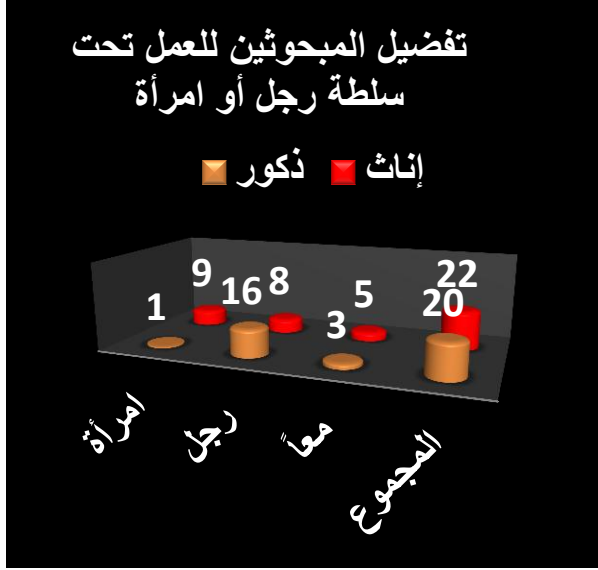 تفضيل المبحوثين للعمل تحت
سلطة رجل أو امرأة
ذكور إناث
9 8 5 22
1 16 3 20
امرأة رجل معاً المجموع